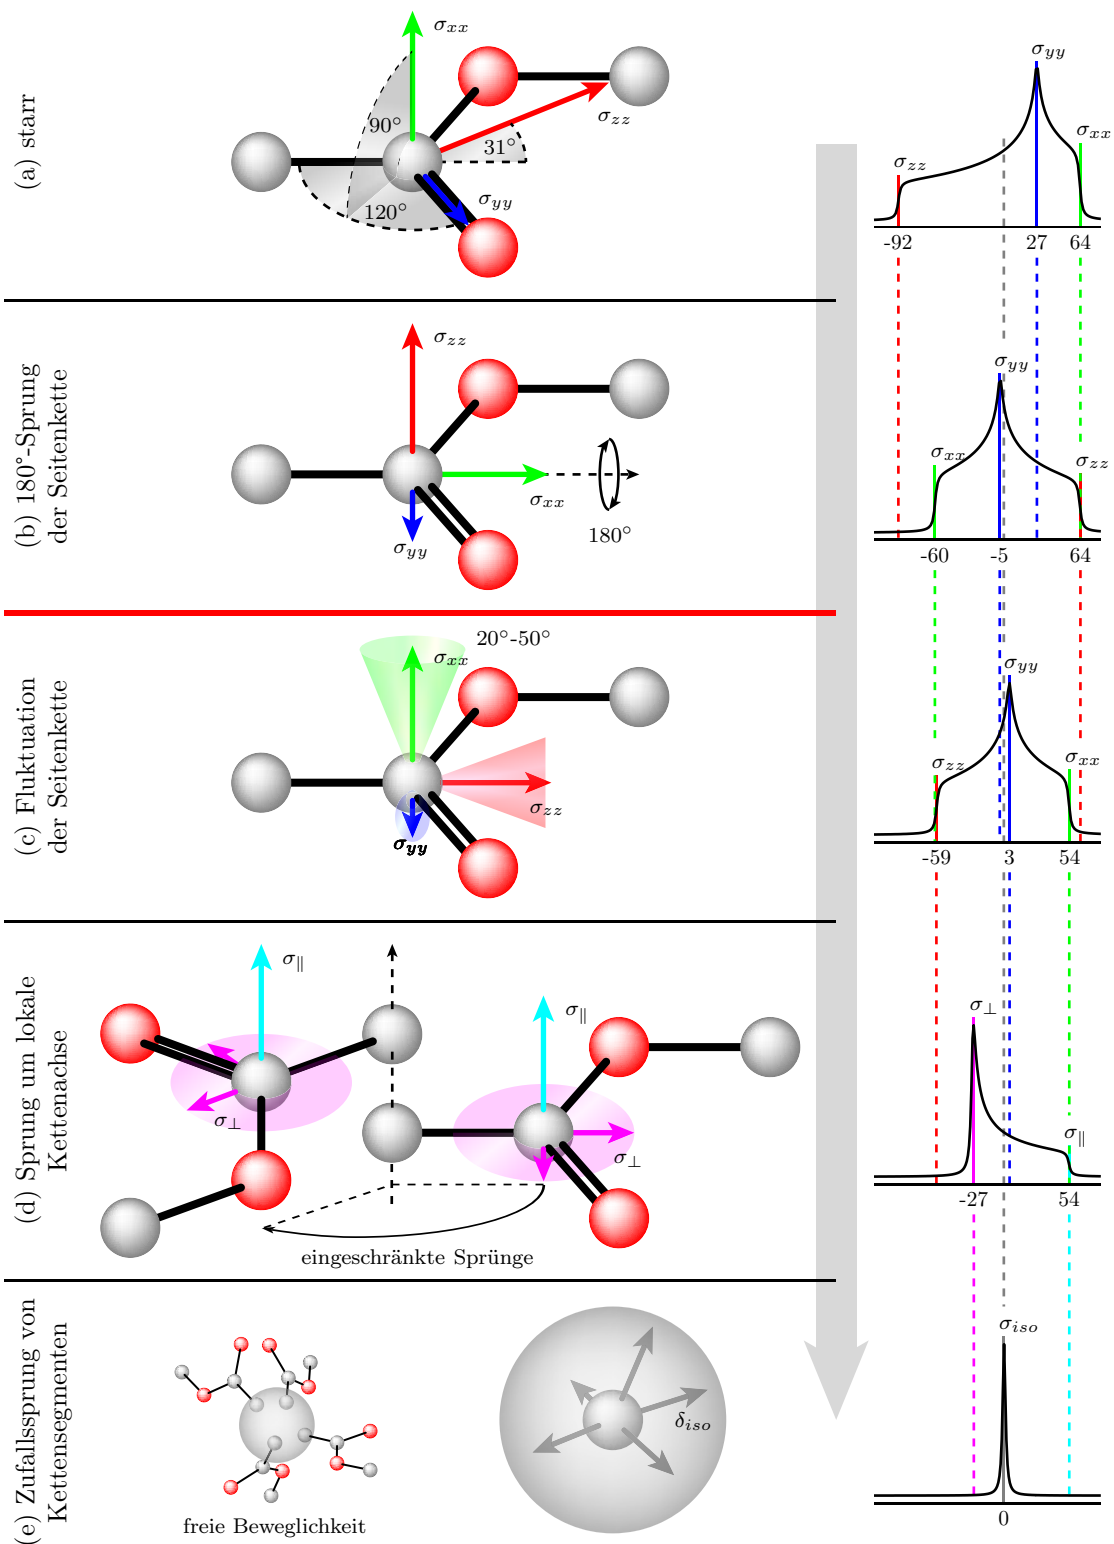 (a) starr
σxx
90°
σzz
31°
120°
σyy
σyy
σzz
σxx
-92
27
64
(b) 180°-Sprung
der Seitenkette
σzz
σxx
180°
σyy
σyy
σxx
σzz
-60
-5
64
(c) Fluktuation
der Seitenkette
20°-50°
σxx
σzz
σyy
σyy
σzz
σxx
-59
3
54
(d) Sprung um lokale
Kettenachse
σ∥
σ∥
σ⊥
σ⊥
eingeschränkte Sprünge
σ⊥
σ∥
-27
54
(e) Zufallssprung von
Kettensegmenten
freie Beweglichkeit
δiso
σiso
0